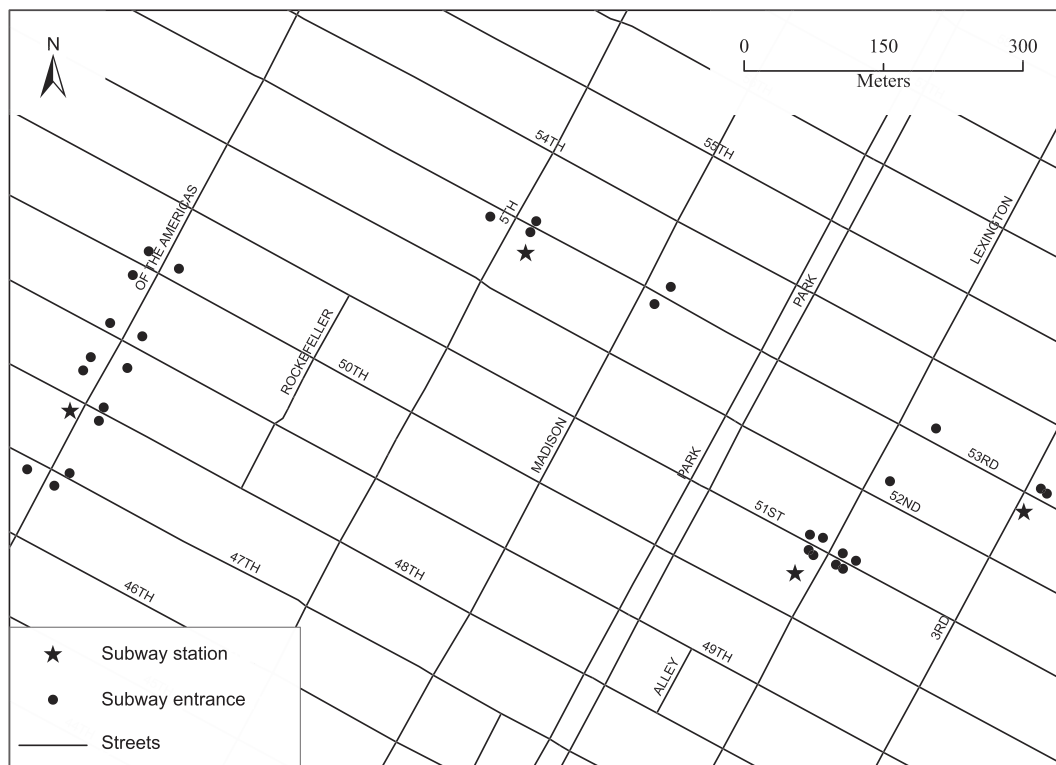 N
0 150 300
Meters
54TH
55TH
OF THE AMERICAS
5TH
LEXINGTON
PARK
ROCKEFELLER
50TH
MADISON
PARK
53RD
52ND
51ST
48TH
47TH
46TH
3RD
49TH
ALLEY
Subway station
Subway entrance
Streets